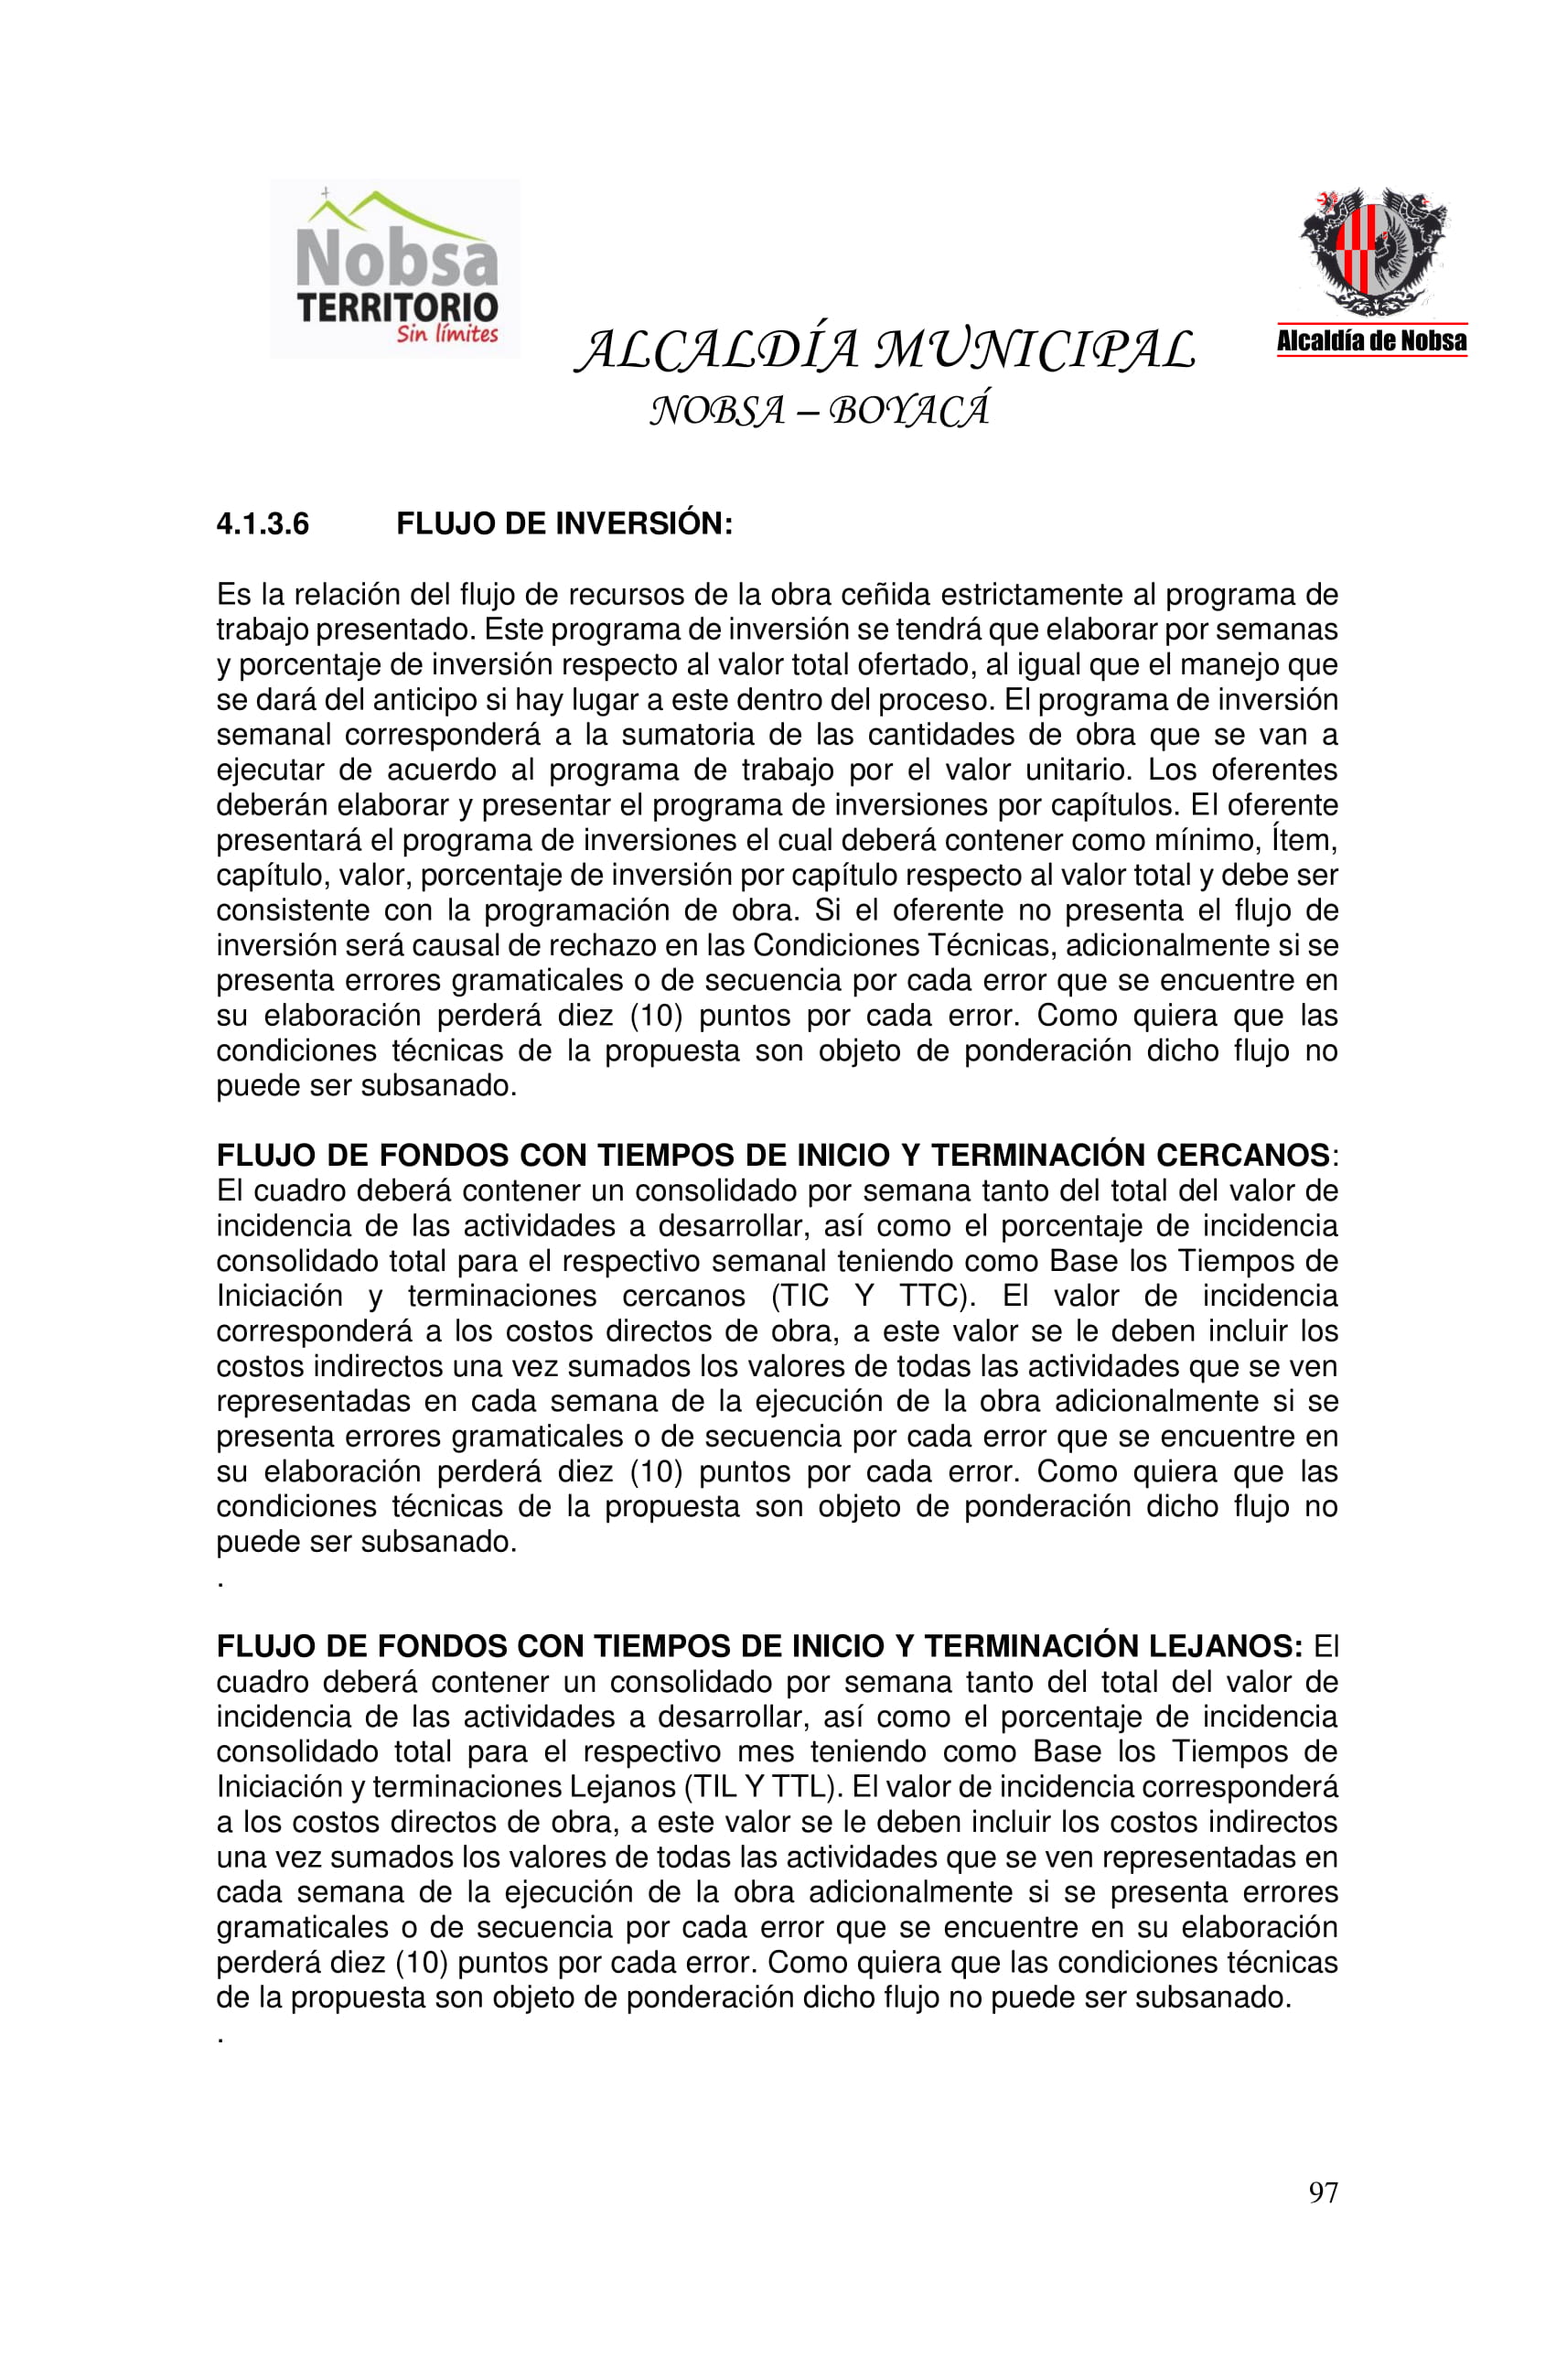 Nobsa
TERRITORIO
Sin límites
Alcaldía de Nobsa
ALCALDÍA MUNICIPAL
NOBSA – BOYACÁ
4.1.3.6 FLUJO DE INVERSIÓN:
Es la relación del flujo de recursos de la obra ceñida estrictamente al programa de
trabajo presentado. Este programa de inversión se tendrá que elaborar por semanas
y porcentaje de inversión respecto al valor total ofertado, al igual que el manejo que
se dará del anticipo si hay lugar a este dentro del proceso. El programa de inversión
semanal corresponderá a la sumatoria de las cantidades de obra que se van a
ejecutar de acuerdo al programa de trabajo por el valor unitario. Los oferentes
deberán elaborar y presentar el programa de inversiones por capítulos. El oferente
presentará el programa de inversiones el cual deberá contener como mínimo, Ítem,
capítulo, valor, porcentaje de inversión por capítulo respecto al valor total y debe ser
consistente con la programación de obra. Si el oferente no presenta el flujo de
inversión será causal de rechazo en las Condiciones Técnicas, adicionalmente si se
presenta errores gramaticales o de secuencia por cada error que se encuentre en
su elaboración perderá diez (10) puntos por cada error. Como quiera que las
condiciones técnicas de la propuesta son objeto de ponderación dicho flujo no
puede ser subsanado.
FLUJO DE FONDOS CON TIEMPOS DE INICIO Y TERMINACIÓN CERCANOS:
El cuadro deberá contener un consolidado por semana tanto del total del valor de
incidencia de las actividades a desarrollar, así como el porcentaje de incidencia
consolidado total para el respectivo semanal teniendo como Base los Tiempos de
Iniciación y terminaciones cercanos (TIC Y TTC). El valor de incidencia
corresponderá a los costos directos de obra, a este valor se le deben incluir los
costos indirectos una vez sumados los valores de todas las actividades que se ven
representadas en cada semana de la ejecución de la obra adicionalmente si se
presenta errores gramaticales o de secuencia por cada error que se encuentre en
su elaboración perderá diez (10) puntos por cada error. Como quiera que las
condiciones técnicas de la propuesta son objeto de ponderación dicho flujo no
puede ser subsanado.
.
FLUJO DE FONDOS CON TIEMPOS DE INICIO Y TERMINACIÓN LEJANOS: El
cuadro deberá contener un consolidado por semana tanto del total del valor de
incidencia de las actividades a desarrollar, así como el porcentaje de incidencia
consolidado total para el respectivo mes teniendo como Base los Tiempos de
Iniciación y terminaciones Lejanos (TIL Y TTL). El valor de incidencia corresponderá
a los costos directos de obra, a este valor se le deben incluir los costos indirectos
una vez sumados los valores de todas las actividades que se ven representadas en
cada semana de la ejecución de la obra adicionalmente si se presenta errores
gramaticales o de secuencia por cada error que se encuentre en su elaboración
perderá diez (10) puntos por cada error. Como quiera que las condiciones técnicas
de la propuesta son objeto de ponderación dicho flujo no puede ser subsanado.
.
97